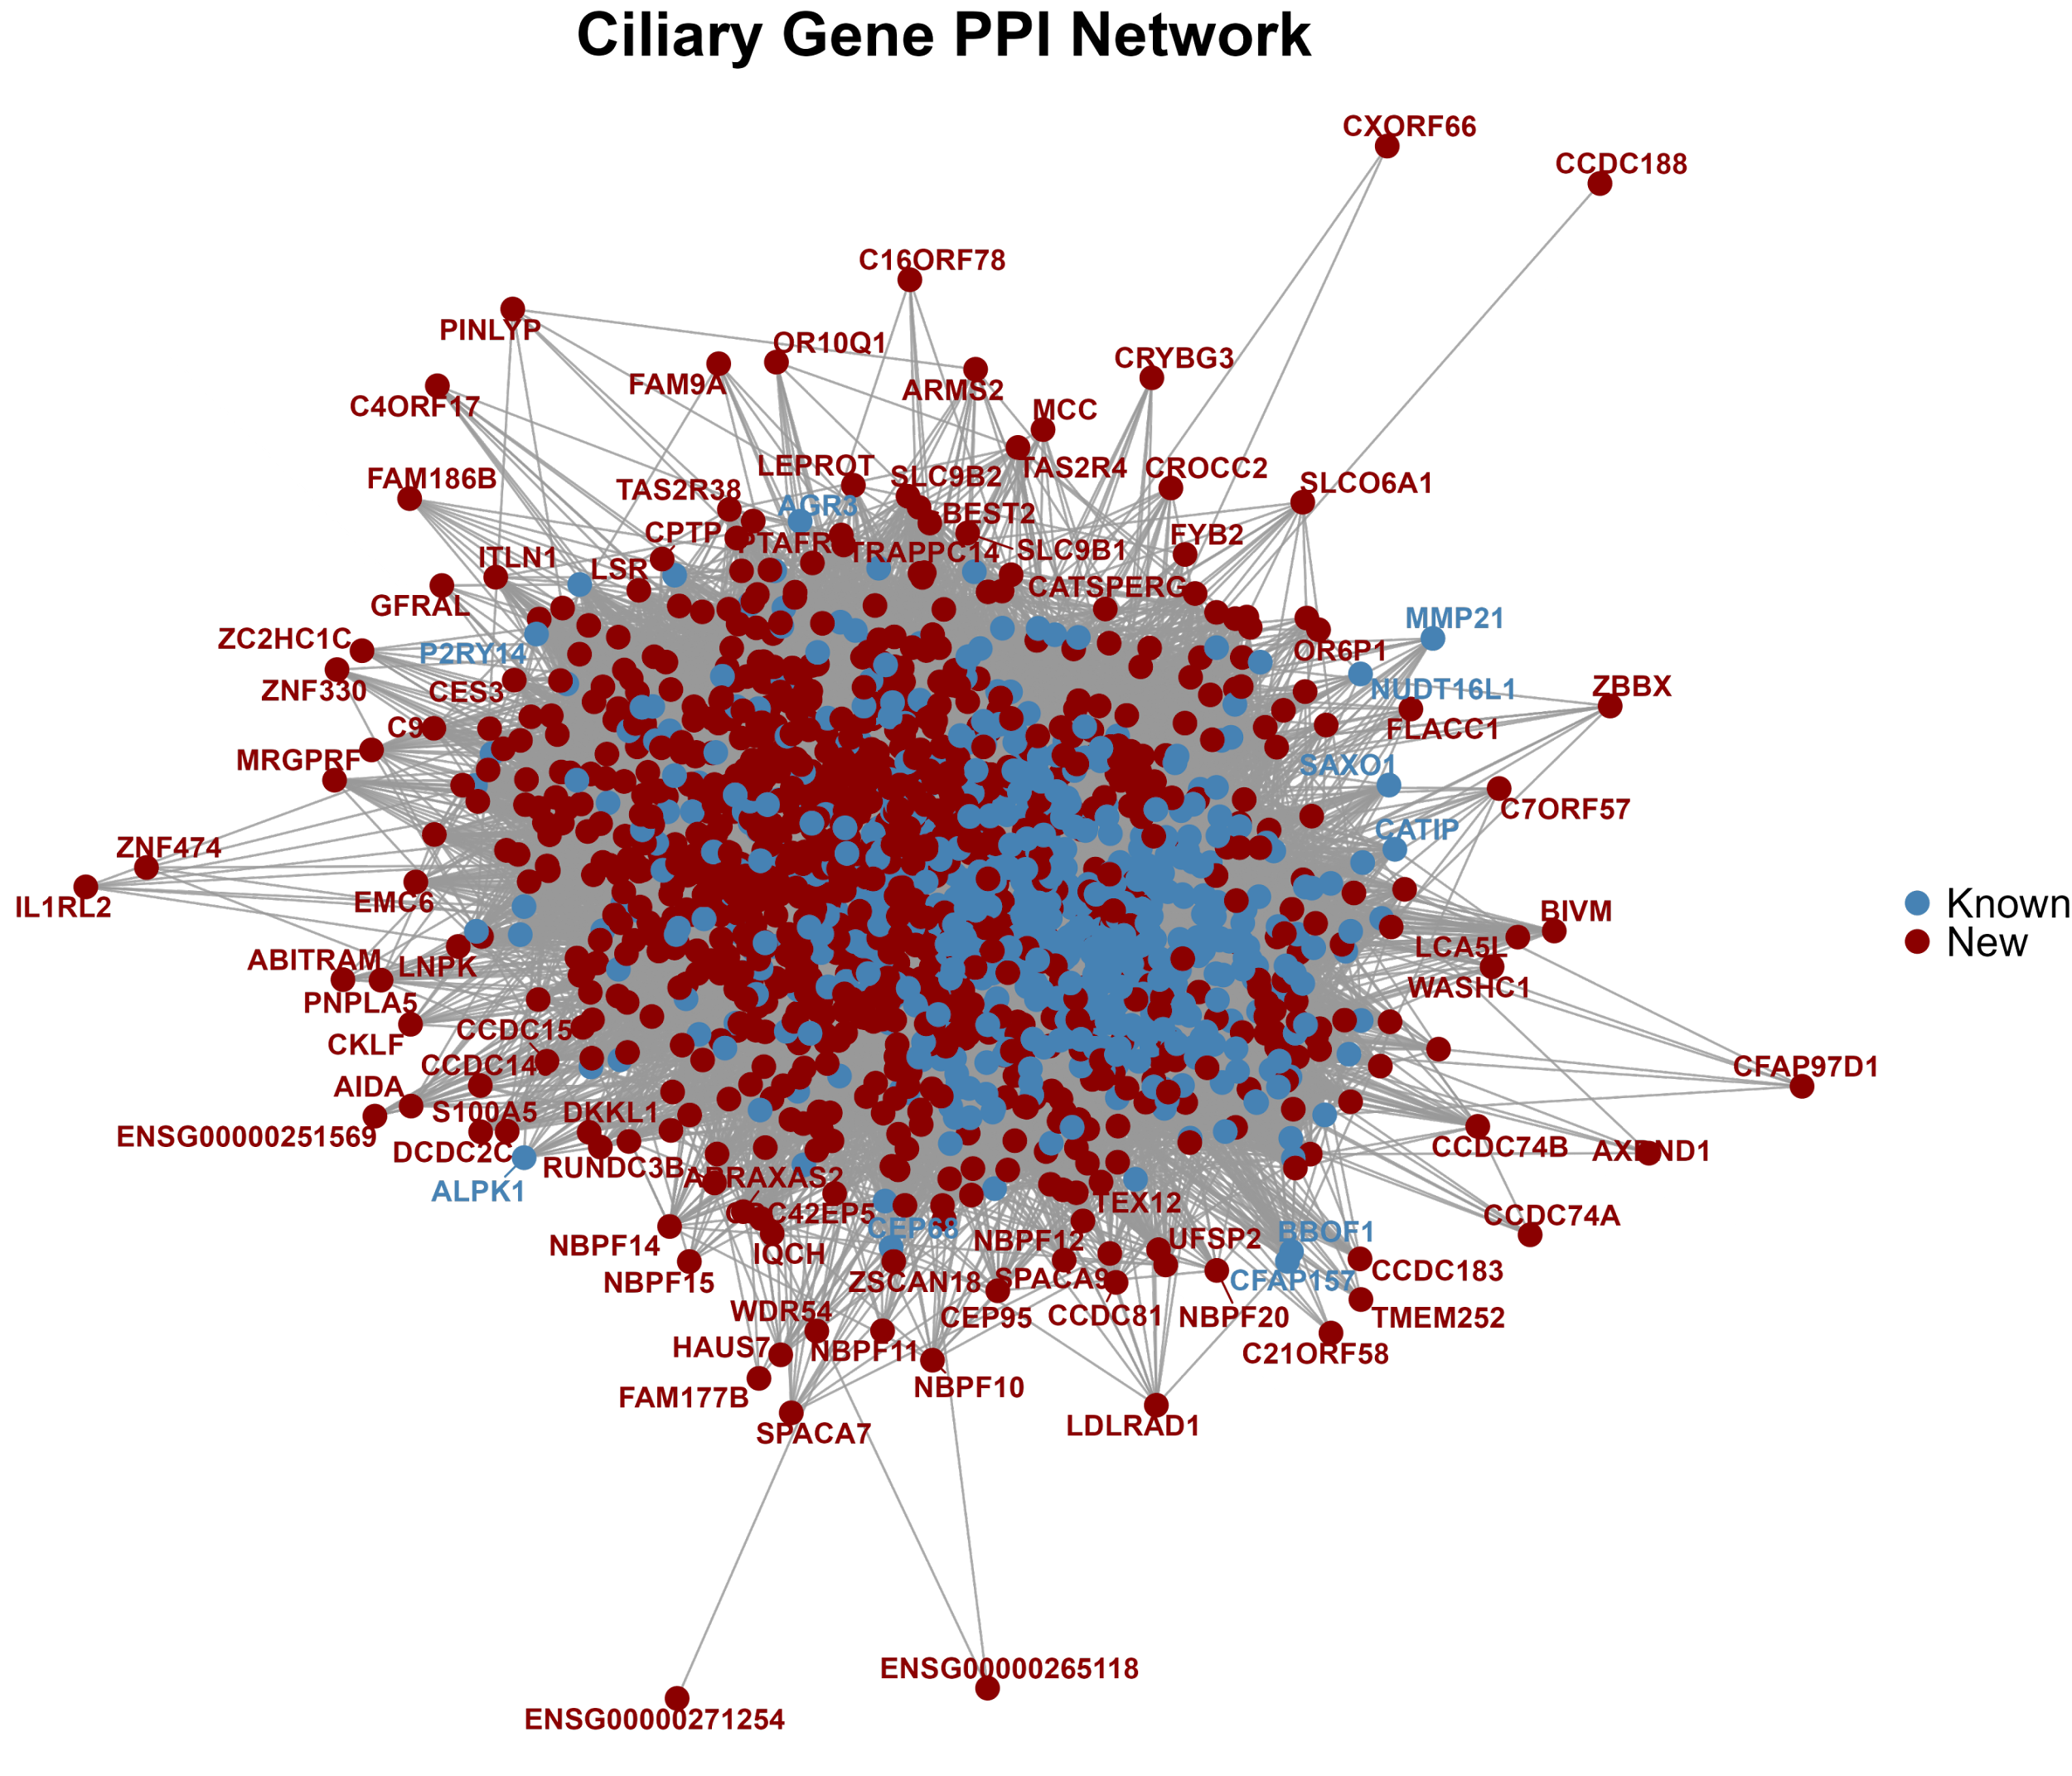 Ciliary Gene PPI Network
CXORF66
CCDC188
C16ORF78
PINLYP
OR10Q1
CRYBG3
FAM9A
ARMS2
C4ORF17
MCC
LEPROT
SLC9B2
TAS2R4
CROCC2
FAM186B
TAS2R38
SLCO6A1
AGR3
BEST2
CPTP
PTAFR
TRAPPC14
SLC9B1
FYB2
ITLN1
LSR
CATSPERG
GFRAL
MMP21
ZC2HC1C
P2RY14
OR6P1
ZNF330
CES3
NUDT16L1
ZBBX
C9
FLACC1
MRGPRF
SAXO1
C7ORF57
CATIP
ZNF474
IL1RL2
EMC6
BIVM
Known
New
ABITRAM
LNPK
LCA5L
PNPLA5
WASHC1
CCDC15
CKLF
CCDC14
CFAP97D1
AIDA
S100A5
DKKL1
ENSG00000251569
DCDC2C
RUNDC3B
CCDC74B
ALPK1
ABRAXAS2
TEX12
CDC42EP5
CCDC74A
CEP68
BBOF1
NBPF14
IQCH
NBPF12
UFSP2
NBPF15
ZSCAN18
SPACA9
CFAP157
CCDC183
WDR54
CEP95
CCDC81
NBPF20
TMEM252
HAUS7
NBPF11
C21ORF58
FAM177B
NBPF10
SPACA7
LDLRAD1
ENSG00000265118
ENSG00000271254